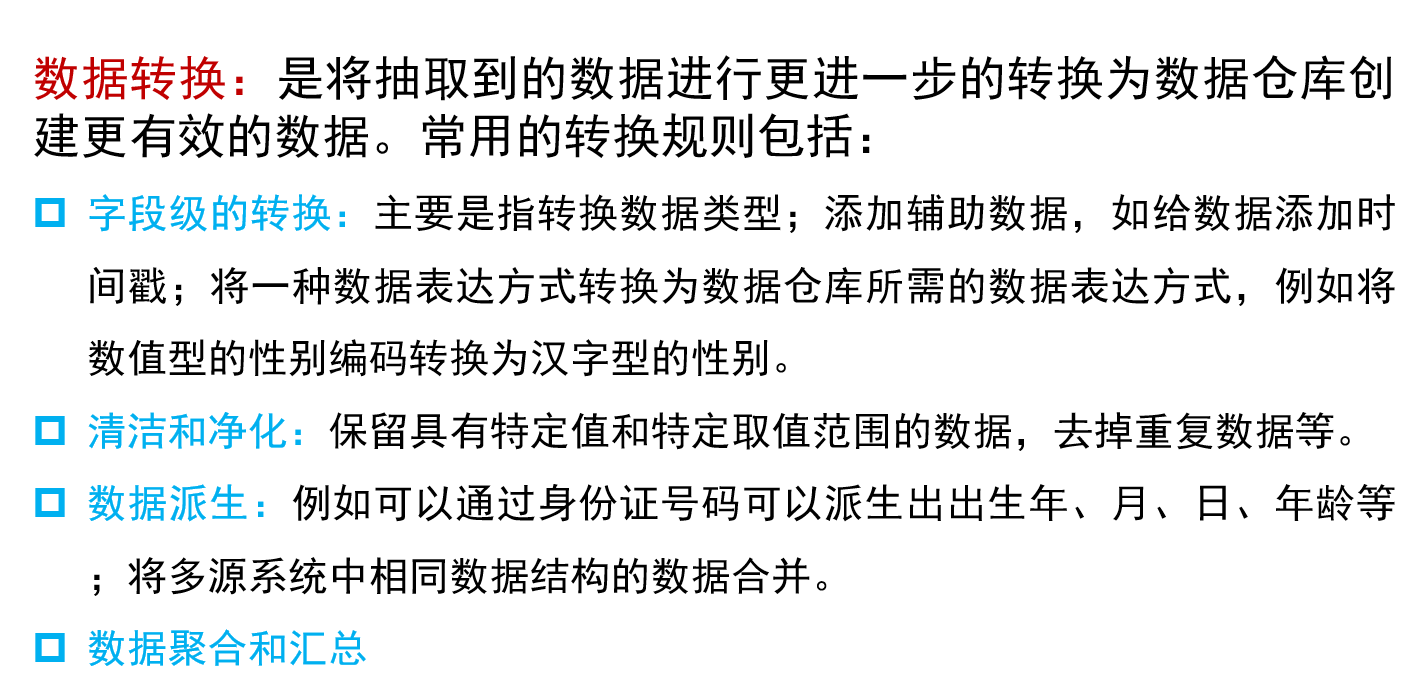 数据转换：是将抽取到的数据进行更进一步的转换为数据仓库创
建更有效的数据。常用的转换规则包括：
字段级的转换：主要是指转换数据类型；添加辅助数据，如给数据添加时
间戳；将一种数据表达方式转换为数据仓库所需的数据表达方式，例如将
数值型的性别编码转换为汉字型的性别。
清洁和净化：保留具有特定值和特定取值范围的数据，去掉重复数据等。
数据派生：例如可以通过身份证号码可以派生出出生年、月、日、年龄等
；将多源系统中相同数据结构的数据合并。
数据聚合和汇总